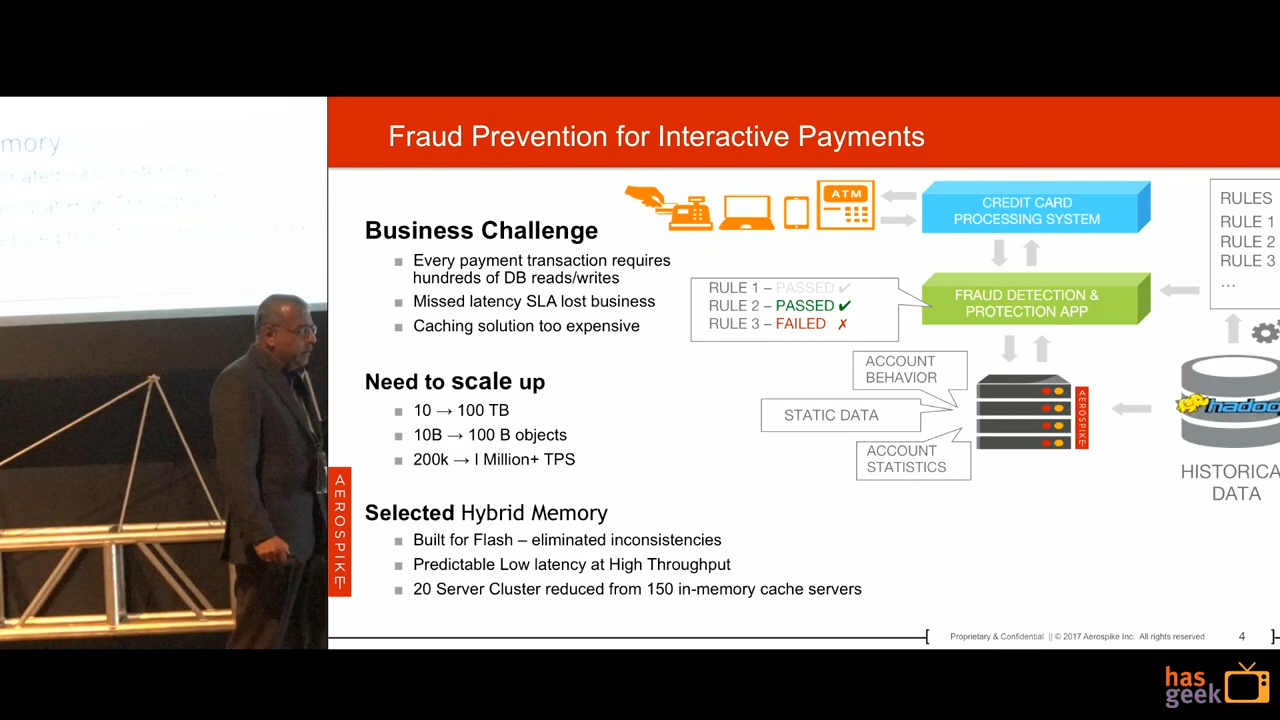 mory
Fraud Prevention for Interactive Payments
Business Challenge
Every payment transaction requires
hundreds of DB reads/writes
Missed latency SLA lost business
Caching solution too expensive
Need to scale up
10 → 100 TB
10B → 100 B objects
200k → I Million+ TPS
Selected Hybrid Memory
Built for Flash – eliminated inconsistencies
Predictable Low latency at High Throughput
20 Server Cluster reduced from 150 in-memory cache servers
ATM
CREDIT CARD
PROCESSING SYSTEM
RULES
RULE 1
RULE 2
RULE 3
...
RULE 1 – PASSED ✓
RULE 2 – PASSED ✓
RULE 3 – FAILED ✗
FRAUD DETECTION &
PROTECTION APP
ACCOUNT
BEHAVIOR
STATIC DATA
ACCOUNT
STATISTICS
AEROSPIKE
hadoo
HISTORICA
DATA
AEROSPIKE
Proprietary & Confidential || © 2017 Aerospike Inc. All rights reserved.
4
has
geek